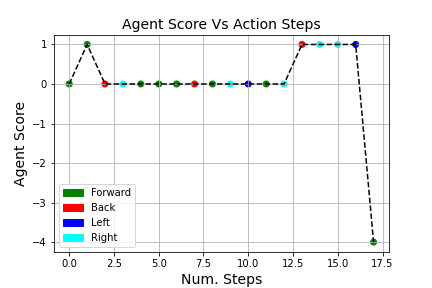 Agent Score Vs Action Steps
Agent Score
1
0
−1
−2
−3
−4
Forward
Back
Left
Right
0.0 2.5 5.0 7.5 10.0 12.5 15.0 17.5
Num. Steps